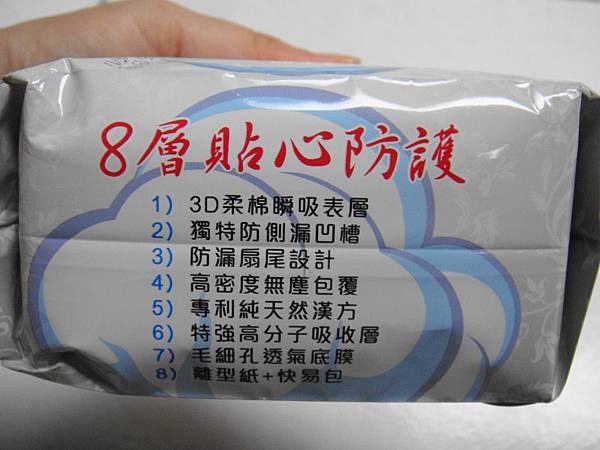 8層貼心防護
1) 3D柔棉瞬吸表層
2) 獨特防側漏凹槽
3) 防漏扇尾設計
4) 高密度無塵包覆
5) 專利純天然漢方
6) 特強高分子吸收層
7) 毛細孔透氣底膜
8) 離型紙+快易包